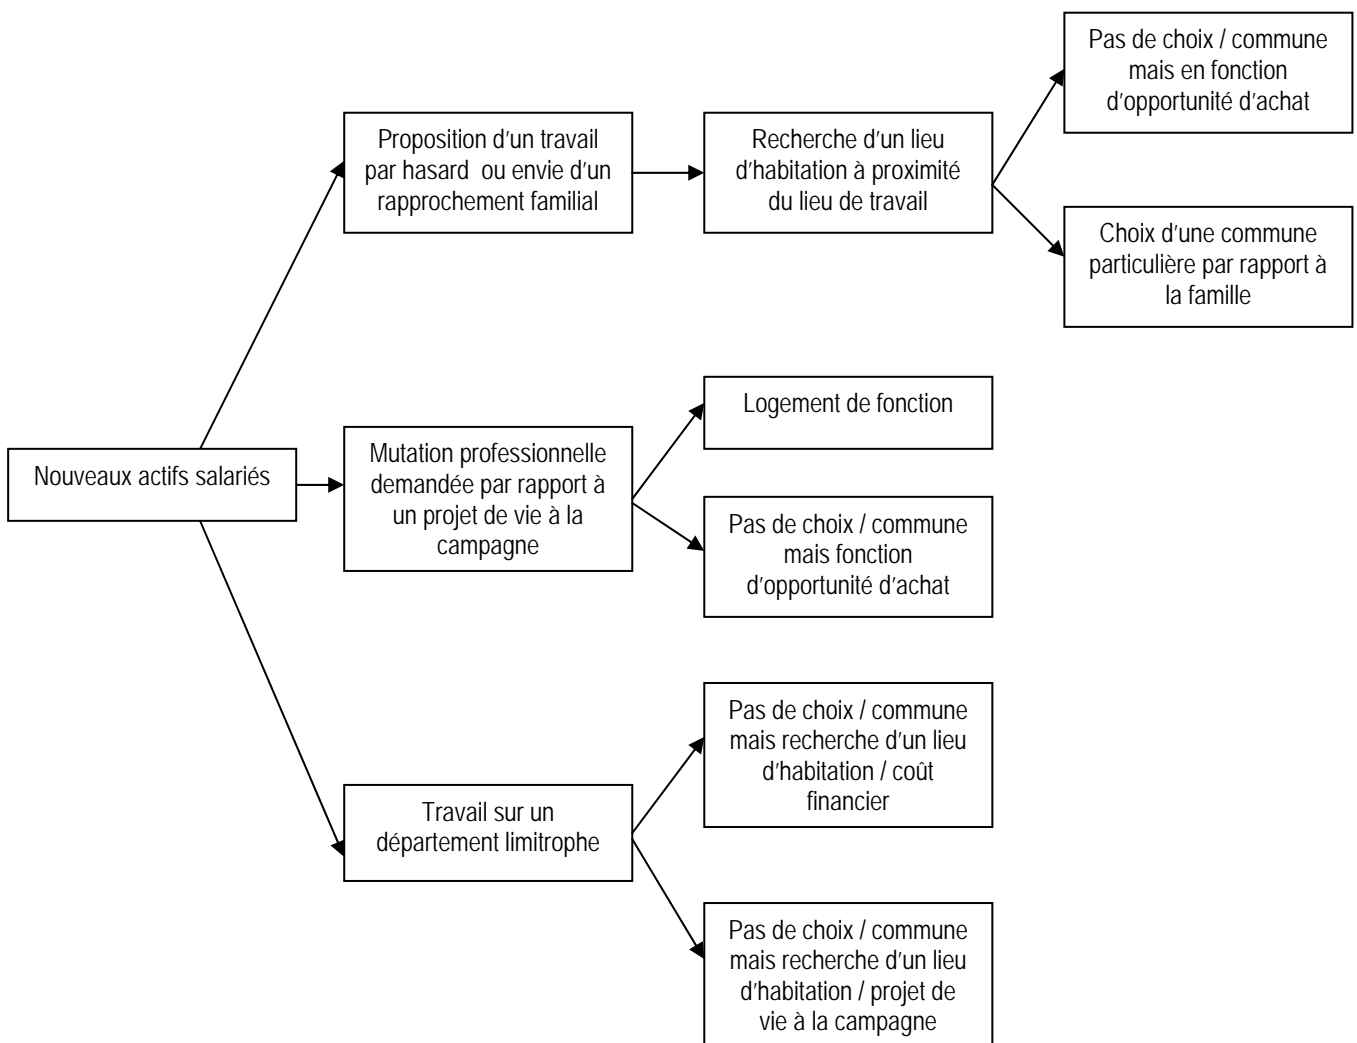 Pas de choix / commune
mais en fonction
d'opportunité d'achat
Proposition d'un travail
par hasard  ou envie d'un
rapprochement familial
Recherche d'un lieu
d'habitation à proximité
du lieu de travail
Choix d'une commune
particulière par rapport à
la famille
Logement de fonction
Nouveaux actifs salariés
Mutation professionnelle
demandée par rapport à
un projet de vie à la
campagne
Pas de choix / commune
mais fonction
d'opportunité d'achat
Pas de choix / commune
mais recherche d'un lieu
d'habitation / coût
financier
Travail sur un
département limitrophe
Pas de choix / commune
mais recherche d'un lieu
d'habitation / projet de
vie à la campagne